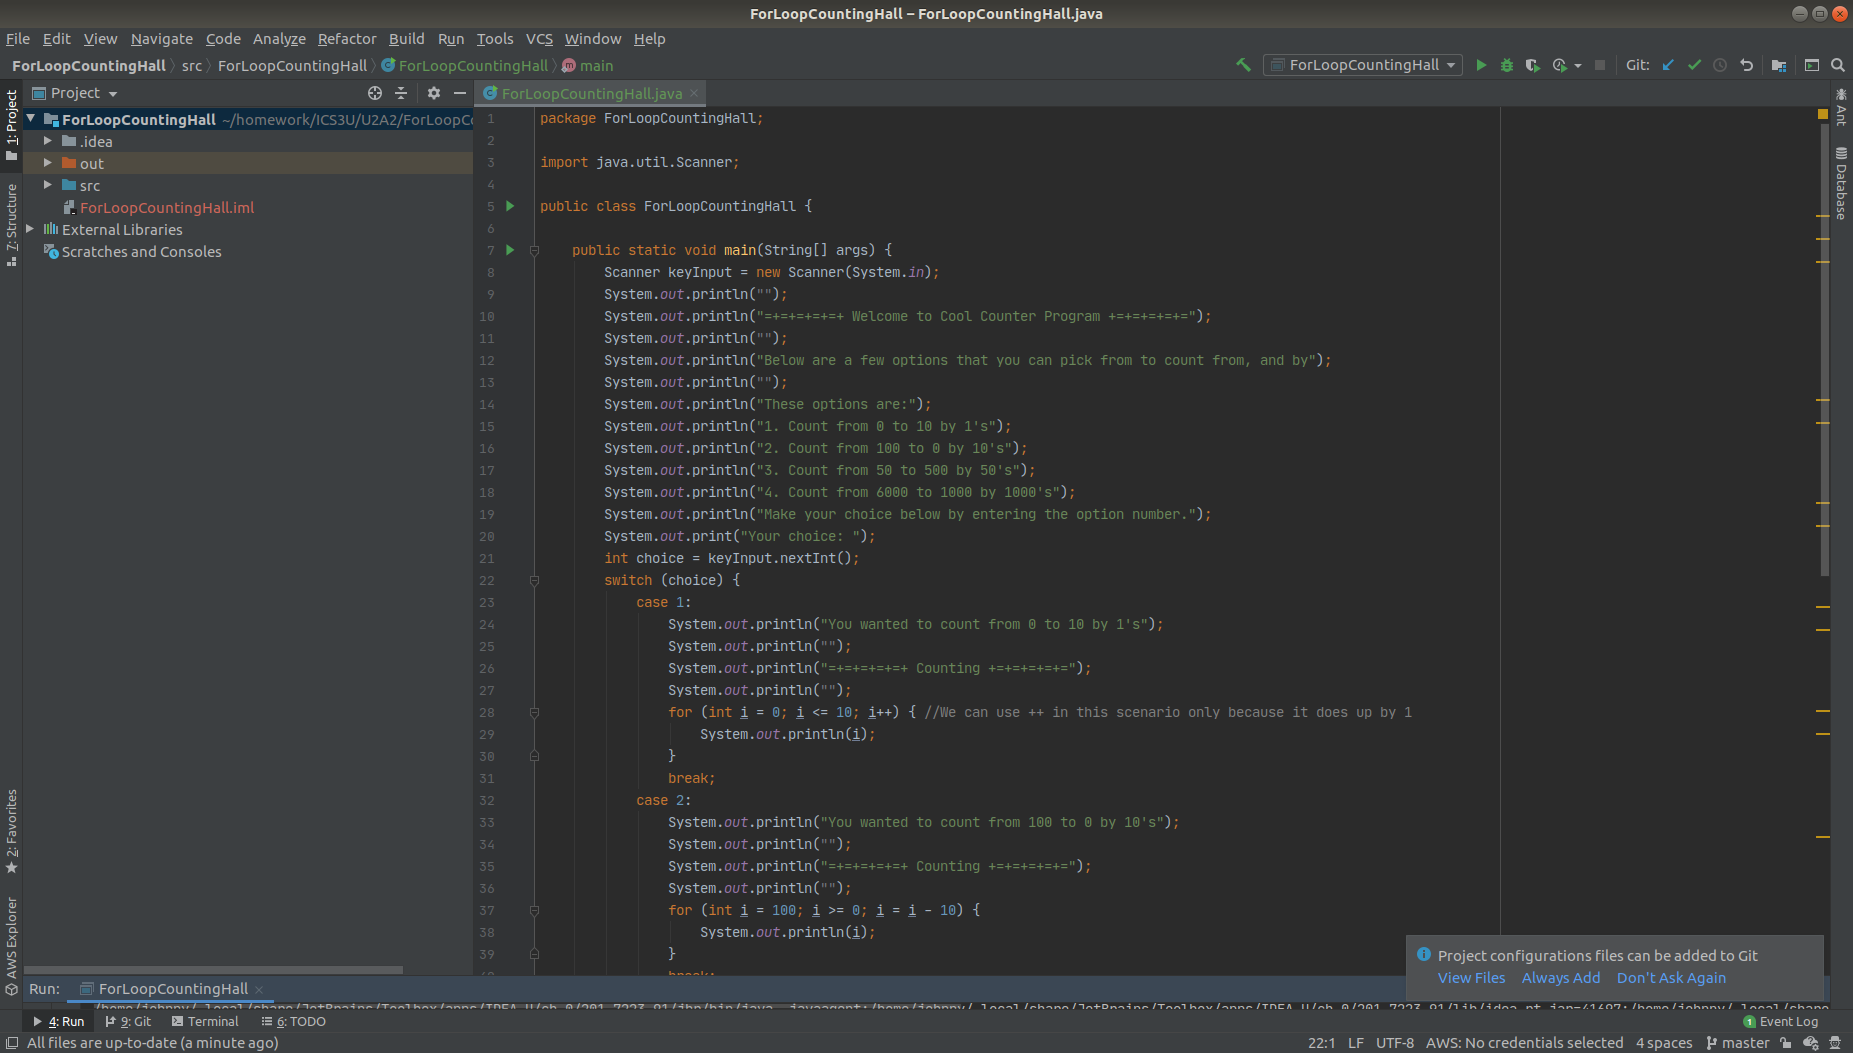 ForLoopCountingHall – ForLoopCountingHall.java
File Edit View Navigate Code Analyze Refactor Build Run Tools VCS Window Help
ForLoopCountingHall src ForLoopCountingHall ForLoopCountingHall main
ForLoopCountingHall Git:
Project
ForLoopCountingHall.java
1: Project
7: Structure
2: Favorites
AWS Explorer
Ant
Database
ForLoopCountingHall ~/homework/ICS3U/U2A2/ForLoopCo
.idea
out
src
ForLoopCountingHall.iml
External Libraries
Scratches and Consoles
1 package ForLoopCountingHall;
2
3 import java.util.Scanner;
4
5 public class ForLoopCountingHall {
6
7 public static void main(String[] args) {
8 Scanner keyInput = new Scanner(System.in);
9 System.out.println("");
10 System.out.println("=+=+=+=+=+ Welcome to Cool Counter Program +=+=+=+=+=");
11 System.out.println("");
12 System.out.println("Below are a few options that you can pick from to count from, and by");
13 System.out.println("");
14 System.out.println("These options are:");
15 System.out.println("1. Count from 0 to 10 by 1's");
16 System.out.println("2. Count from 100 to 0 by 10's");
17 System.out.println("3. Count from 50 to 500 by 50's");
18 System.out.println("4. Count from 6000 to 1000 by 1000's");
19 System.out.println("Make your choice below by entering the option number.");
20 System.out.print("Your choice: ");
21 int choice = keyInput.nextInt();
22 switch (choice) {
23 case 1:
24 System.out.println("You wanted to count from 0 to 10 by 1's");
25 System.out.println("");
26 System.out.println("=+=+=+=+=+ Counting +=+=+=+=+=");
27 System.out.println("");
28 for (int i = 0; i <= 10; i++) { //We can use ++ in this scenario only because it does up by 1
29 System.out.println(i);
30 }
31 break;
32 case 2:
33 System.out.println("You wanted to count from 100 to 0 by 10's");
34 System.out.println("");
35 System.out.println("=+=+=+=+=+ Counting +=+=+=+=+=");
36 System.out.println("");
37 for (int i = 100; i >= 0; i = i - 10) {
38 System.out.println(i);
39 }
Project configurations files can be added to Git
View Files Always Add Don't Ask Again
Run: ForLoopCountingHall
4: Run 9: Git Terminal 6: TODO
1 Event Log
All files are up-to-date (a minute ago)
22:1 LF UTF-8 AWS: No credentials selected 4 spaces master